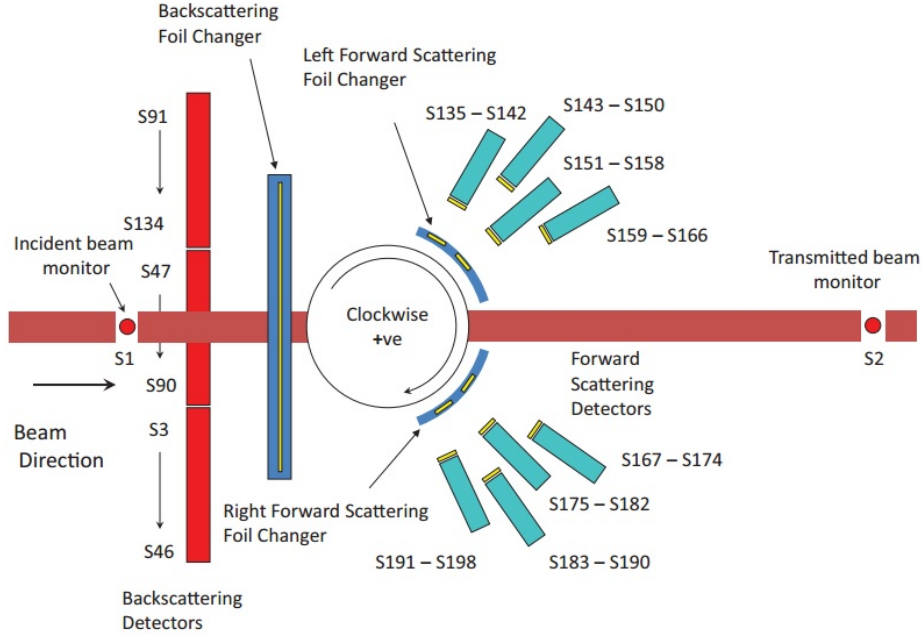 Backscattering
Foil Changer
Left Forward Scattering
Foil Changer
S91
S135 – S142
S143 – S150
S151 – S158
S134
S159 – S166
Incident beam
monitor
S47
Transmitted beam
monitor
Clockwise
+ve
S1
S90
Forward
Scattering
Detectors
S2
Beam
Direction
S3
S167 – S174
S175 – S182
Right Forward Scattering
Foil Changer
S46
S191 – S198
S183 – S190
Backscattering
Detectors